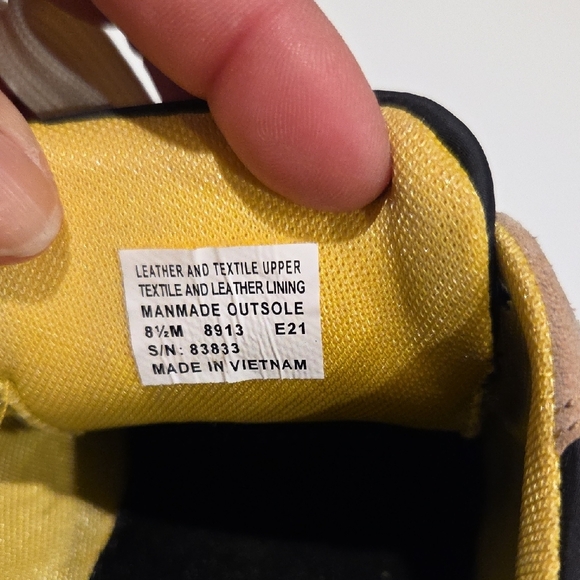 LEATHER AND TEXTILE UPPER
TEXTILE AND LEATHER LINING
MANMADE OUTSOLE
8½M 8913 E21
S/N: 83833
MADE IN VIETNAM